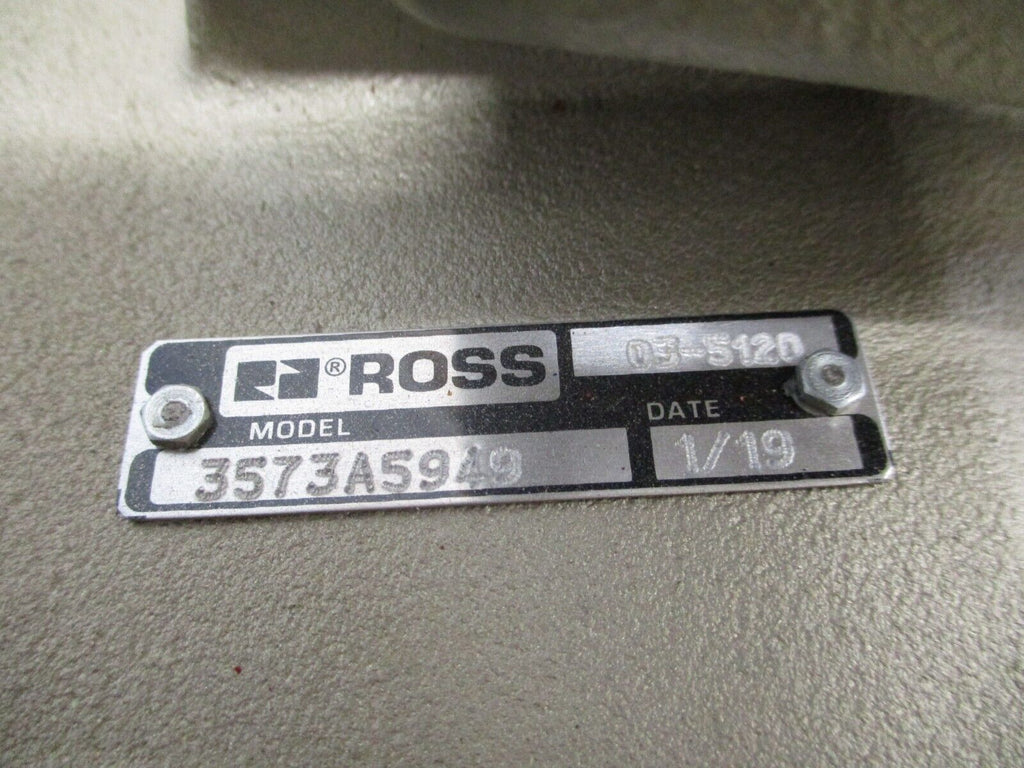 ® ROSS
03-5120
MODEL
DATE
3573A5949
1/19